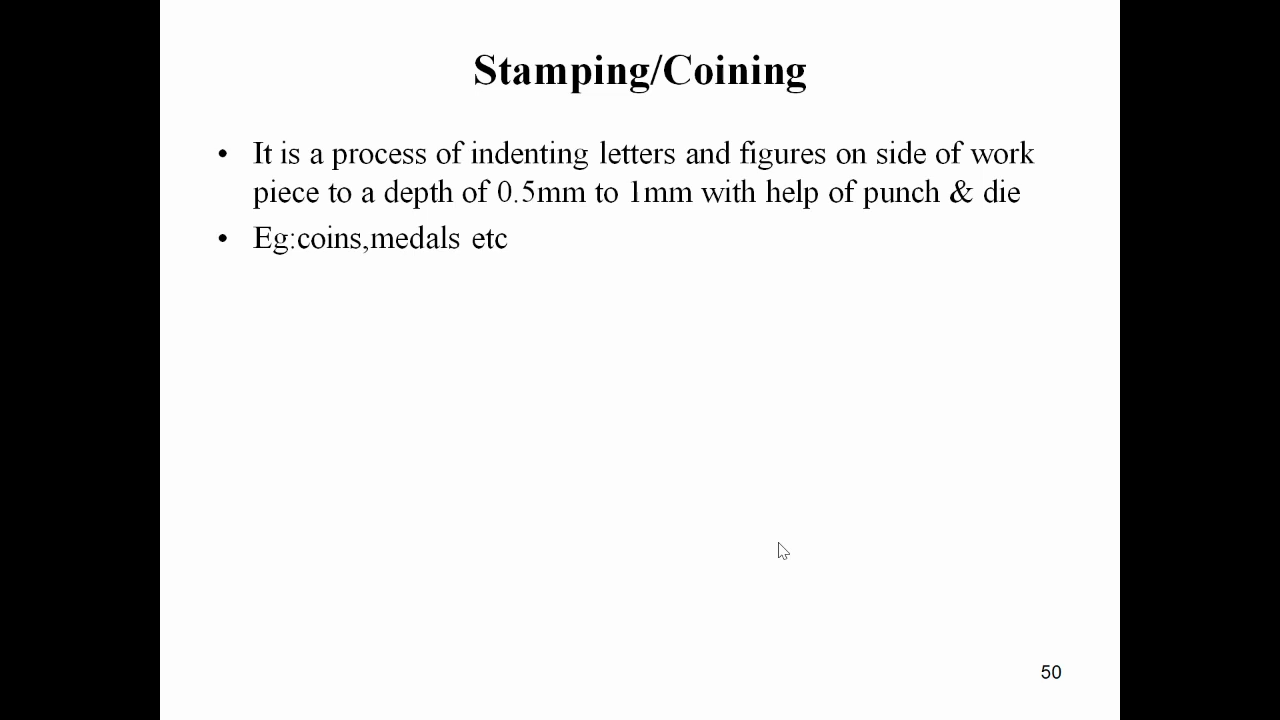 Stamping/Coining
• It is a process of indenting letters and figures on side of work
piece to a depth of 0.5mm to 1mm with help of punch & die
• Eg:coins,medals etc
50